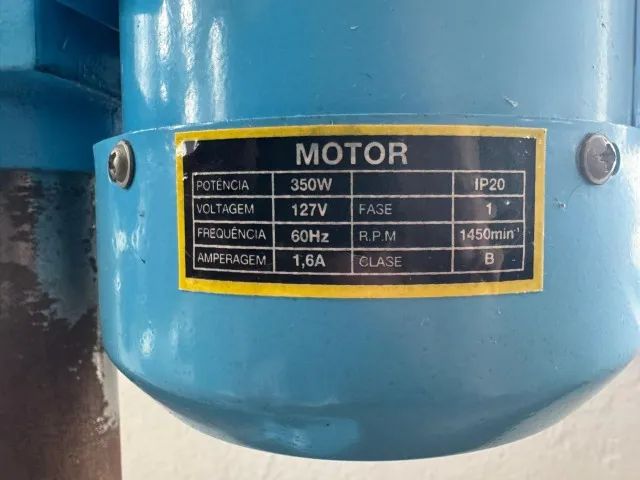 MOTOR
POTÊNCIA 350W IP20
VOLTAGEM 127V FASE 1
FREQUÊNCIA 60Hz R.P.M 1450min⁻¹
AMPERAGEM 1,6A CLASE B